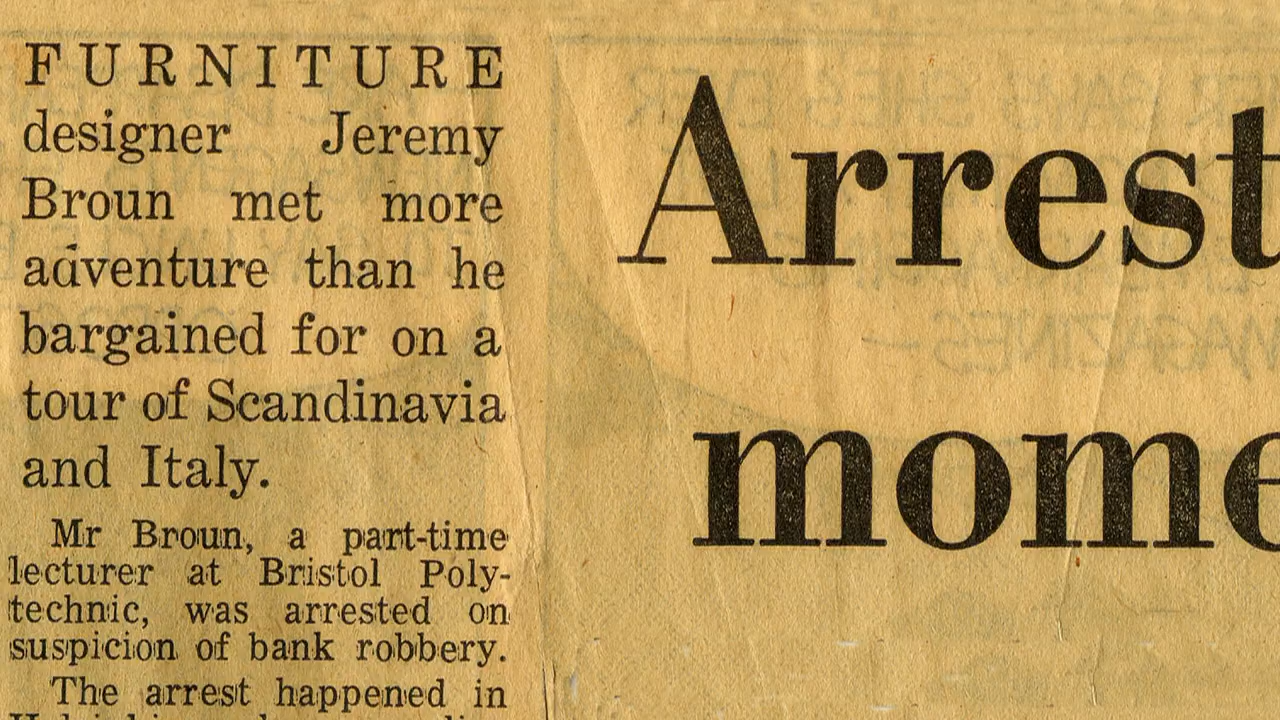 FURNITURE
designer Jeremy
Broun met more
adventure than he
bargained for on a
tour of Scandinavia
and Italy.
Mr Broun, a part-time
lecturer at Bristol Poly-
technic, was arrested on
suspicion of bank robbery.
The arrest happened in
Arrest
mome